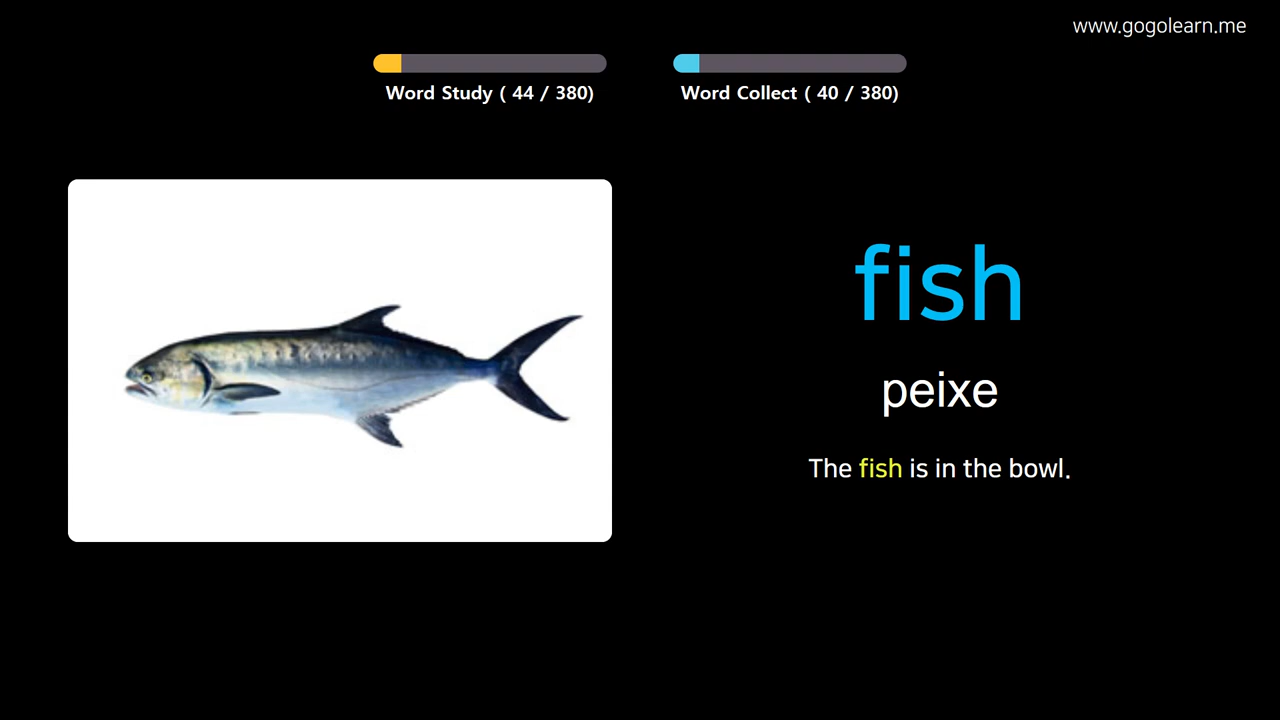 www.gogolearn.me
Word Study ( 44 / 380)
Word Collect ( 40 / 380)
fish
peixe
The fish is in the bowl.